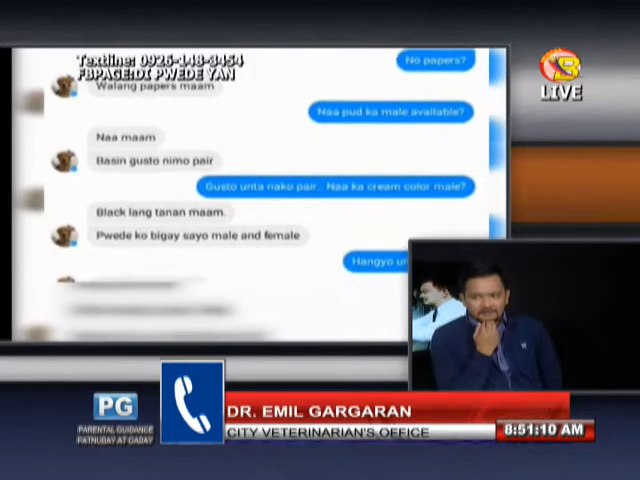 Textline: 0926-148-3454
FBPAGE:DI PWEDE YAN
No papers?
Walang papers maam
LIVE
Naa pud ka male available?
Naa maam
Basin gusto nimo pair
Gusto unta nako pair.. Naa ka cream color male?
Black lang tanan maam.
Pwede ko bigay sayo male and female
Hangyo un
PG
PARENTAL GUIDANCE
PATNUBAY AT GABAY
DR. EMIL GARGARAN
CITY VETERINARIAN'S OFFICE
8:51:10 AM